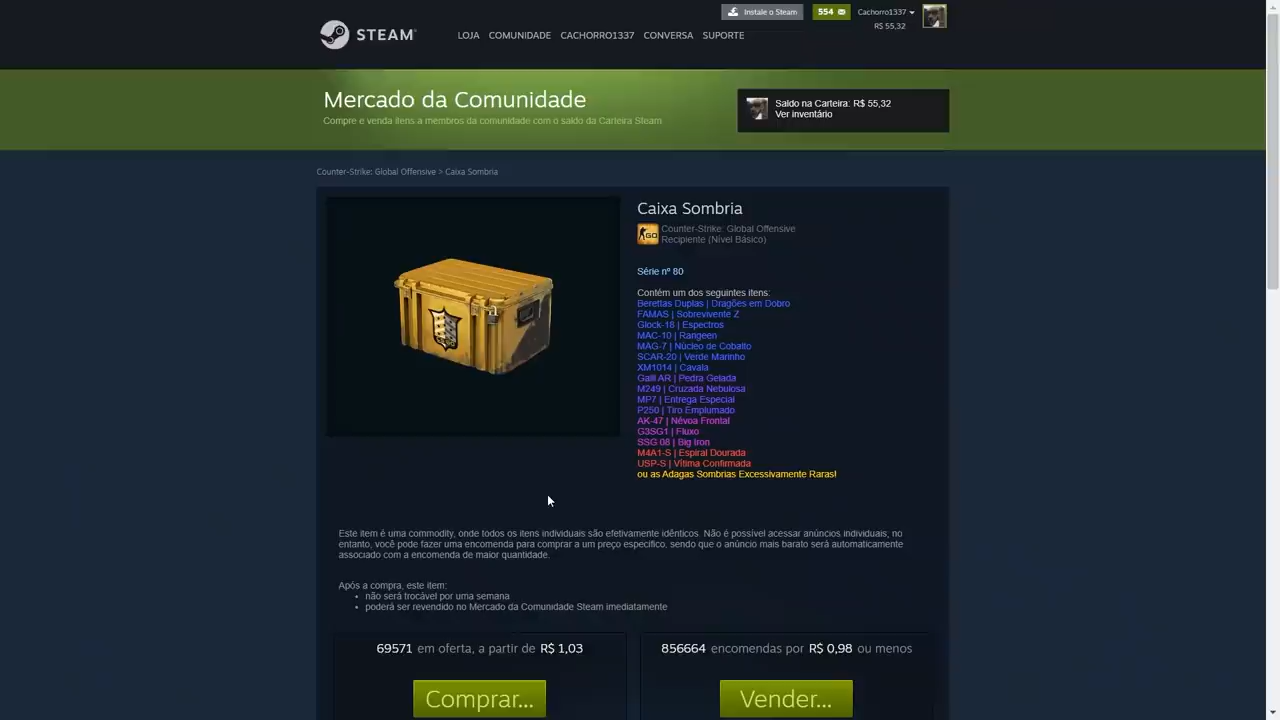 Instale o Steam
554
Cachorro1337
R$ 55,32
STEAM
LOJA COMUNIDADE CACHORRO1337 CONVERSA SUPORTE
Mercado da Comunidade
Compre e venda itens a membros da comunidade com o saldo da Carteira Steam
Saldo na Carteira: R$ 55,32
Ver inventário
Counter-Strike: Global Offensive > Caixa Sombria
Caixa Sombria
GO
Counter-Strike: Global Offensive
Recipiente (Nível Básico)
Série nº 80
Contém um dos seguintes itens:
Berettas Duplas | Dragões em Dobro
FAMAS | Sobrevivente Z
Glock-18 | Espectros
MAC-10 | Rangeen
MAG-7 | Núcleo de Cobalto
SCAR-20 | Verde Marinho
XM1014 | Cavala
Galil AR | Pedra Gelada
M249 | Cruzada Nebulosa
MP7 | Entrega Especial
P250 | Tiro Emplumado
AK-47 | Névoa Frontal
G3SG1 | Fluxo
SSG 08 | Big Iron
M4A1-S | Espiral Dourada
USP-S | Vítima Confirmada
ou as Adagas Sombrias Excessivamente Raras!
Este item é uma commodity, onde todos os itens individuais são efetivamente idênticos. Não é possível acessar anúncios individuais, no
entanto, você pode fazer uma encomenda para comprar a um preço específico, sendo que o anúncio mais barato será automaticamente
associado com a encomenda de maior quantidade.
Após a compra, este item:
• não será trocável por uma semana
• poderá ser revendido no Mercado da Comunidade Steam imediatamente
69571 em oferta, a partir de R$ 1,03
Comprar...
856664 encomendas por R$ 0,98 ou menos
Vender...